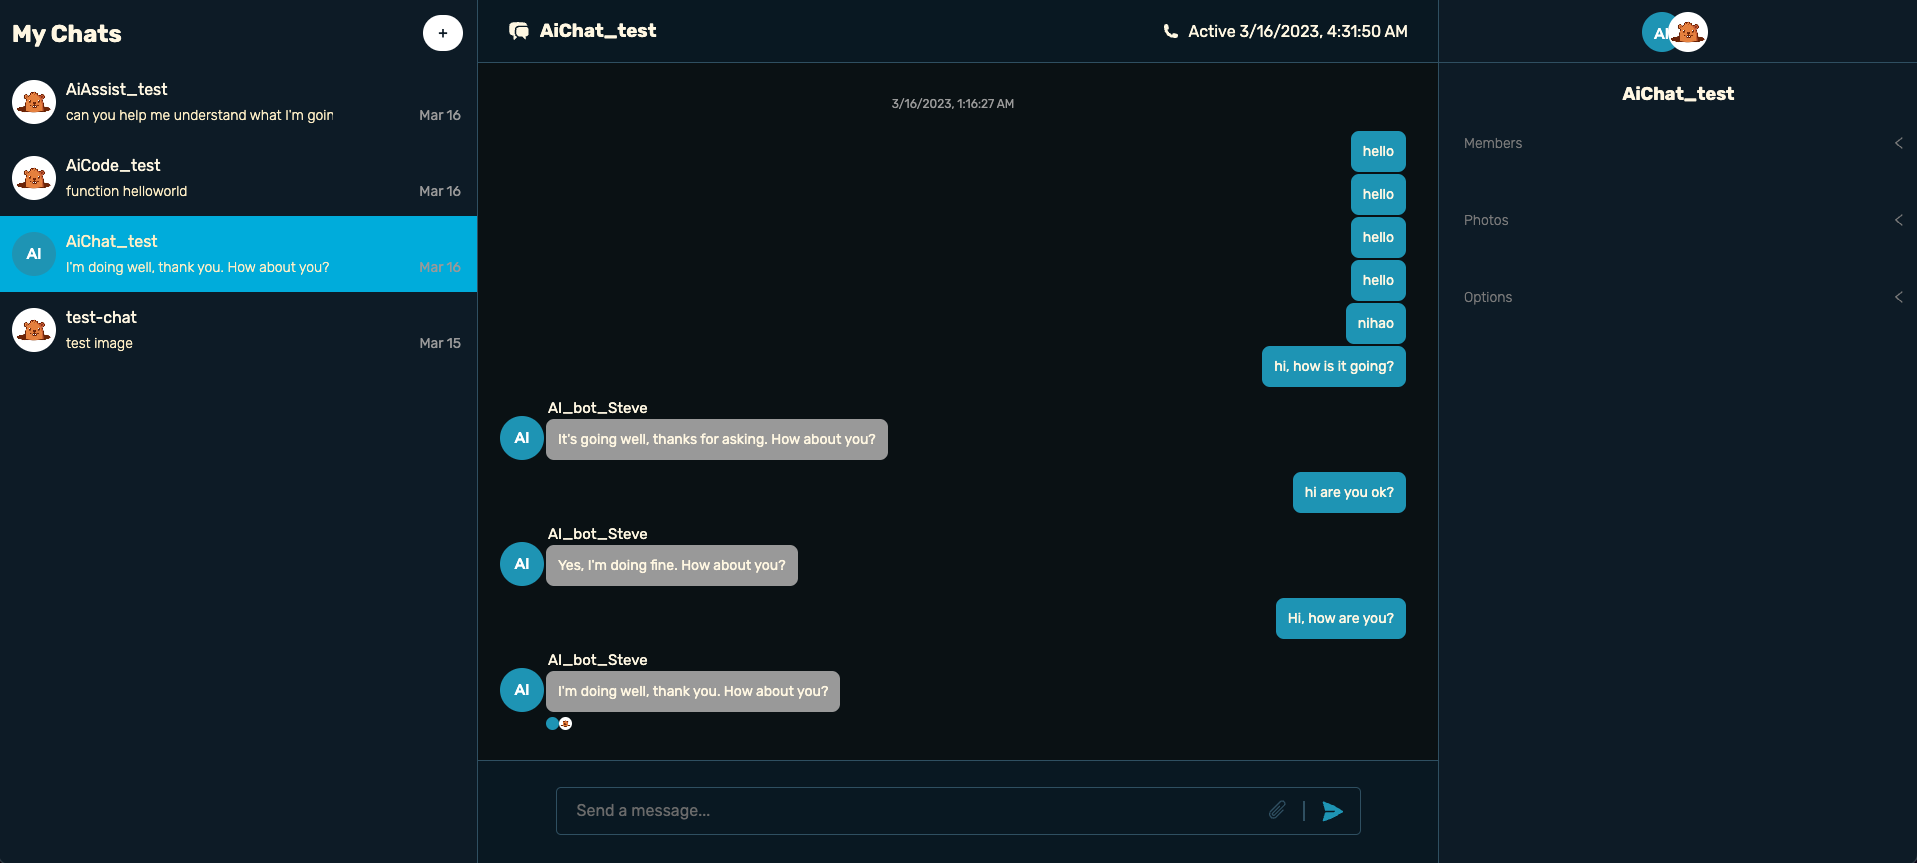 My Chats
+
AiAssist_test
can you help me understand what I'm goin
Mar 16
AiCode_test
function helloworld
Mar 16
AI
AiChat_test
I'm doing well, thank you. How about you?
Mar 16
test-chat
test image
Mar 15
AiChat_test
Active 3/16/2023, 4:31:50 AM
3/16/2023, 1:16:27 AM
hello
hello
hello
hello
nihao
hi, how is it going?
AI_bot_Steve
AI
It's going well, thanks for asking. How about you?
hi are you ok?
AI_bot_Steve
AI
Yes, I'm doing fine. How about you?
Hi, how are you?
AI_bot_Steve
AI
I'm doing well, thank you. How about you?
Send a message...
AI
AiChat_test
Members
Photos
Options